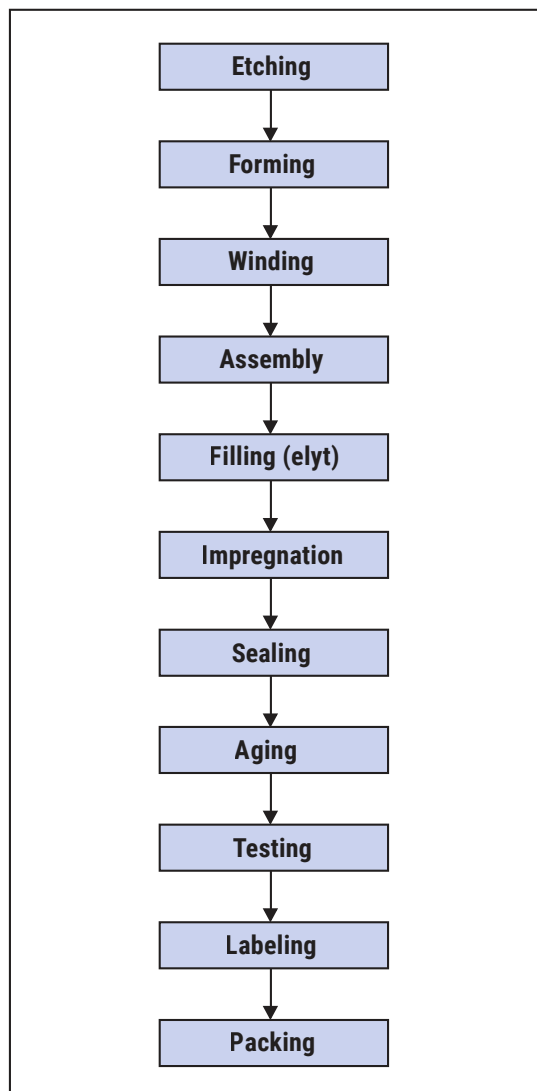 Etching
Forming
Winding
Assembly
Filling (elyt)
Impregnation
Sealing
Aging
Testing
Labeling
Packing